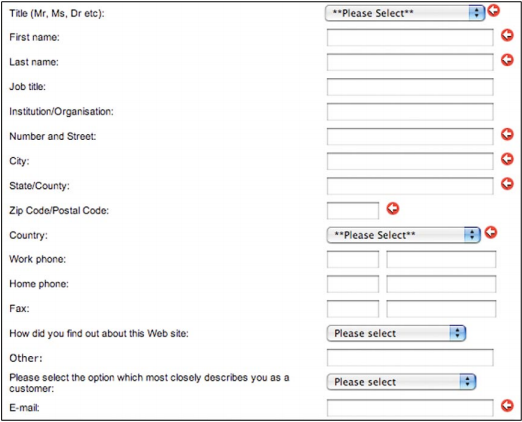 Title (Mr, Ms, Dr etc): **Please Select**
First name:
Last name:
Job title:
Institution/Organisation:
Number and Street:
City:
State/County:
Zip Code/Postal Code:
Country: **Please Select**
Work phone:
Home phone:
Fax:
How did you find out about this Web site: Please select
Other:
Please select the option which most closely describes you as a
customer: Please select
E-mail: